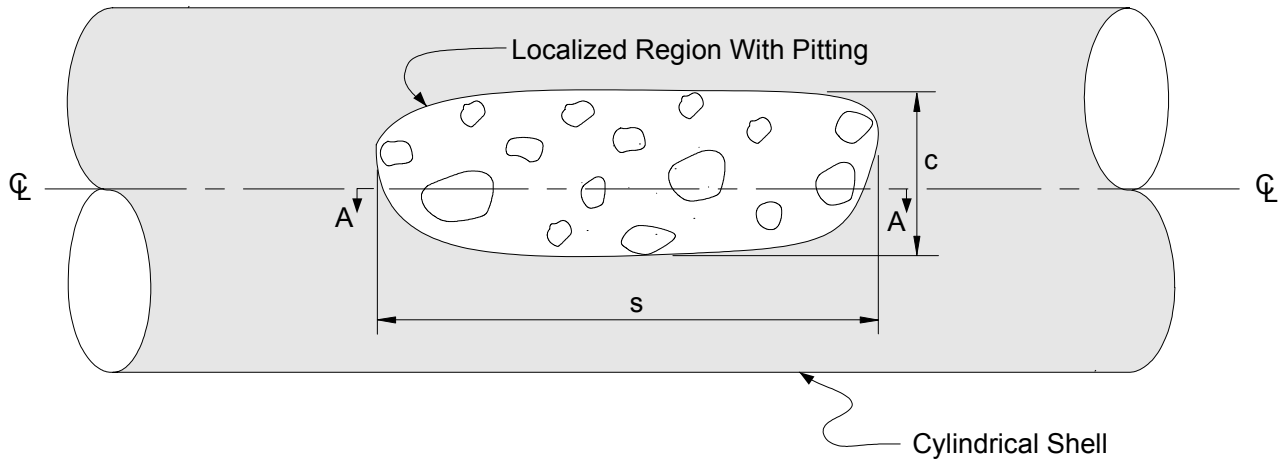 Localized Region With Pitting
c
℄
℄
A
A
s
Cylindrical Shell